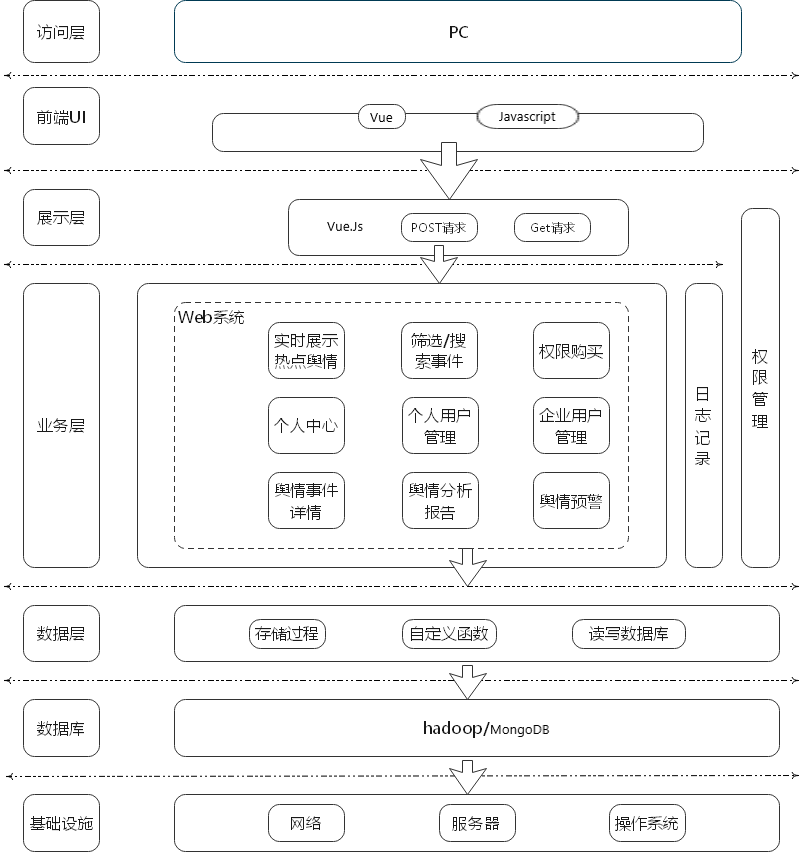 访问层
PC
前端UI
Vue
Javascript
展示层
Vue.Js
POST请求
Get请求
业务层
Web系统
实时展示
热点舆情
筛选/搜
索事件
权限购买
个人中心
个人用户
管理
企业用户
管理
舆情事件
详情
舆情分析
报告
舆情预警
日
志
记
录
权
限
管
理
数据层
存储过程
自定义函数
读写数据库
数据库
hadoop/MongoDB
基础设施
网络
服务器
操作系统